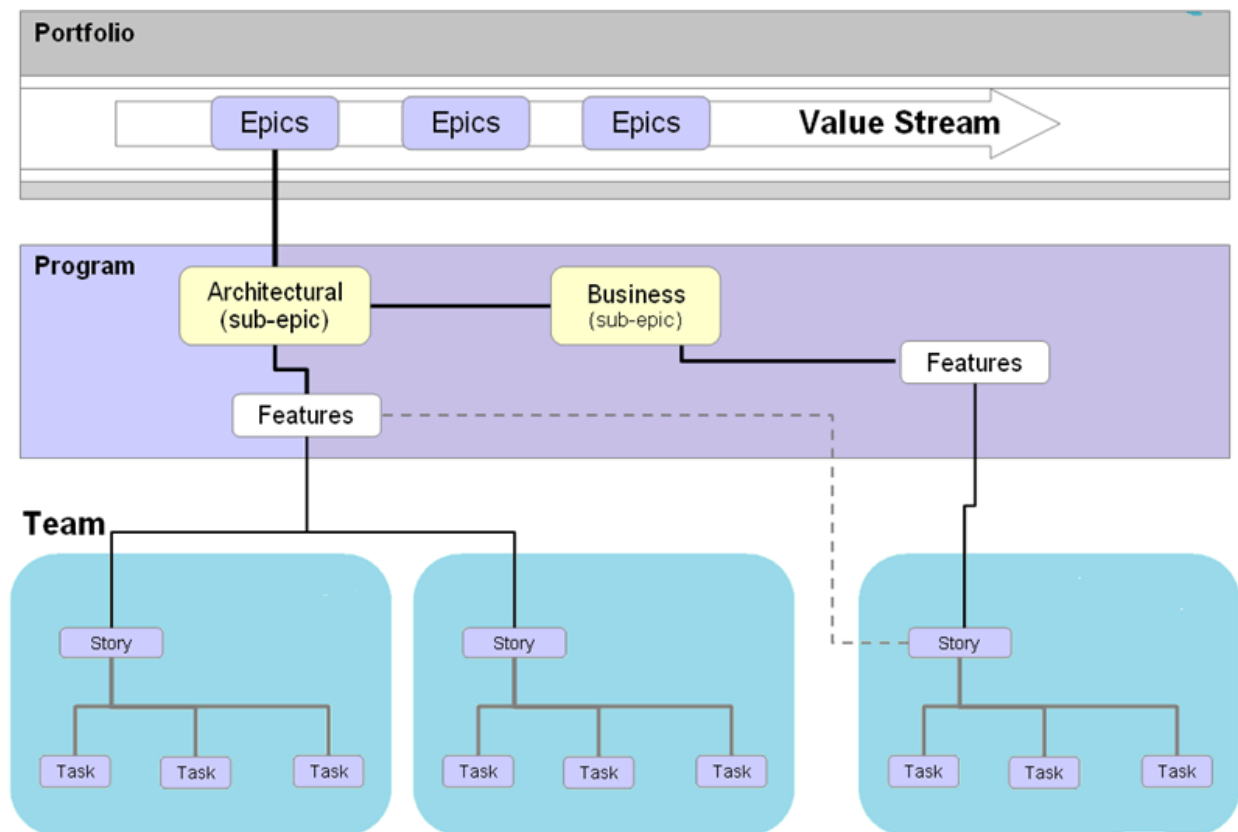 Portfolio
Epics
Epics
Epics
Value Stream
Program
Architectural
(sub-epic)
Business
(sub-epic)
Features
Features
Team
Story
Story
Story
Task
Task
Task
Task
Task
Task
Task
Task
Task